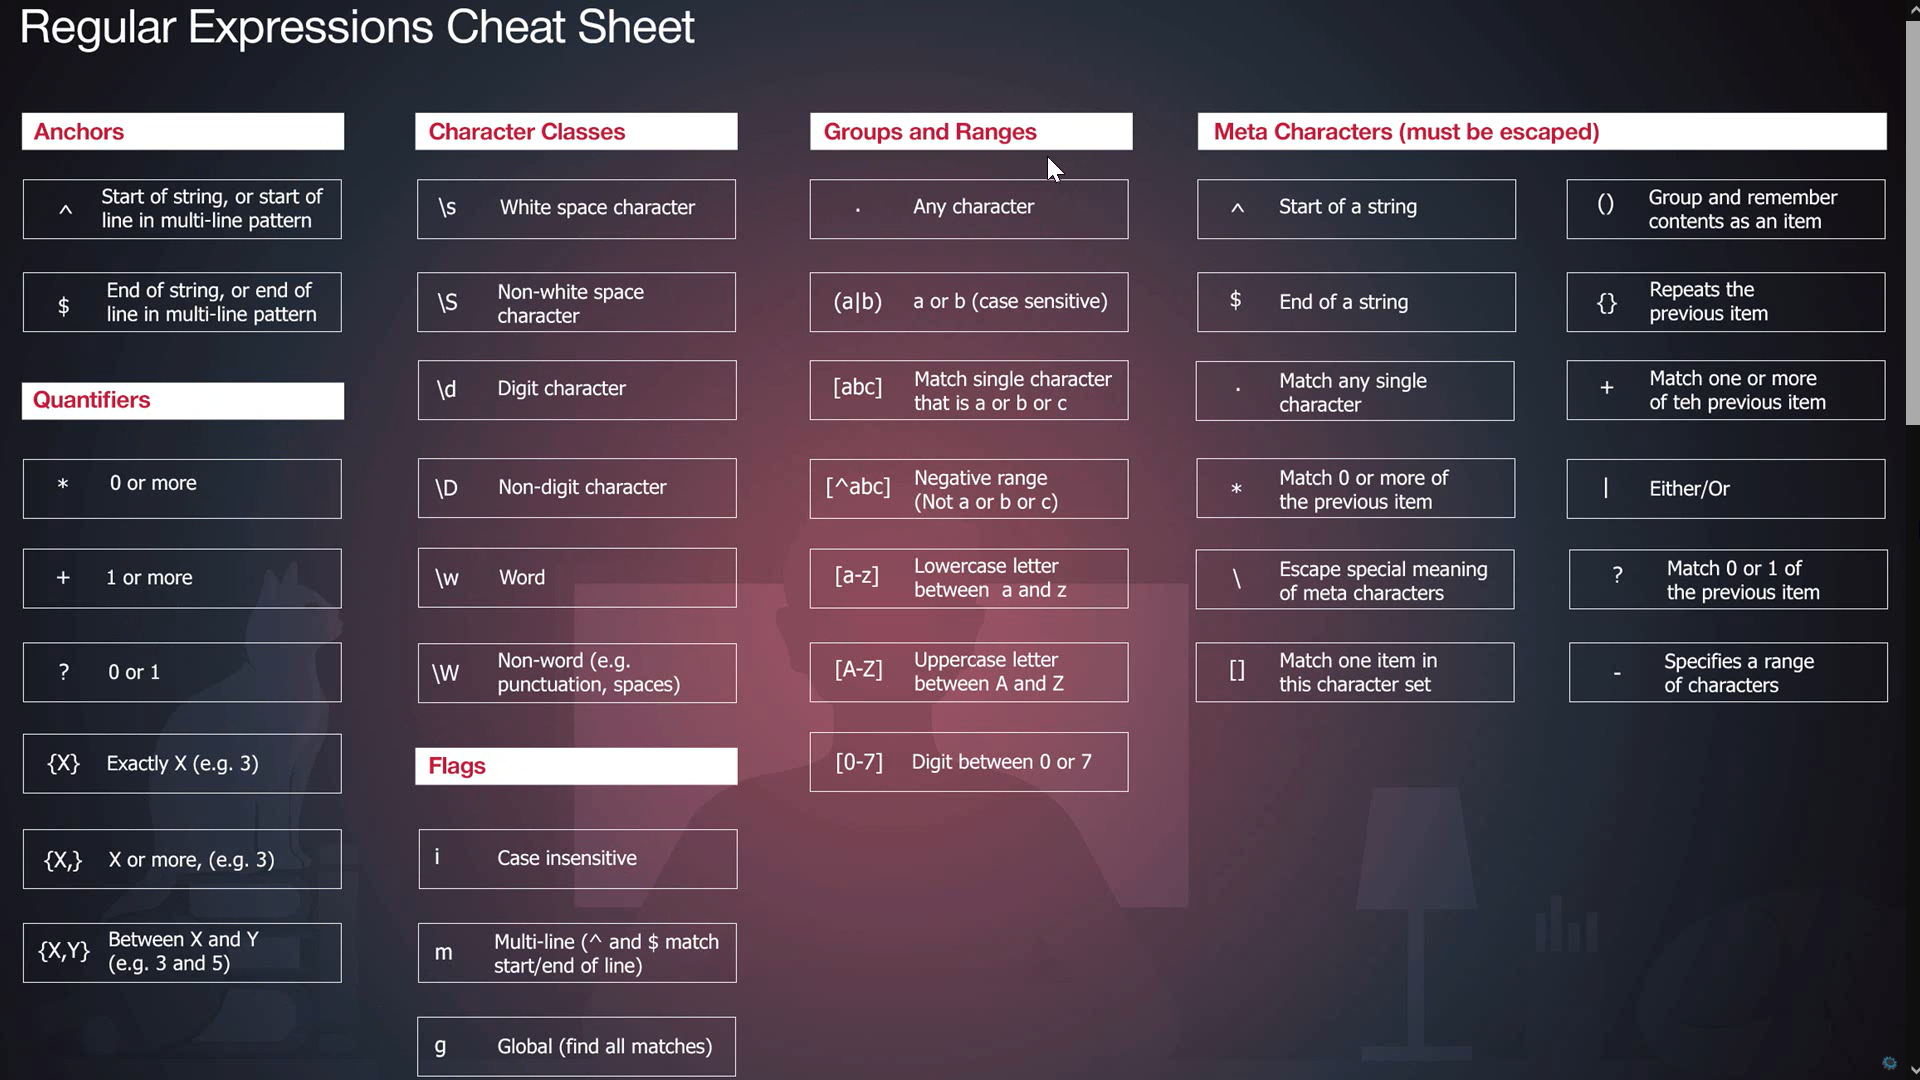 Regular Expressions Cheat Sheet
Anchors
^ Start of string, or start of
line in multi-line pattern
$ End of string, or end of
line in multi-line pattern
Quantifiers
* 0 or more
+ 1 or more
? 0 or 1
{X} Exactly X (e.g. 3)
{X,} X or more, (e.g. 3)
{X,Y} Between X and Y
(e.g. 3 and 5)
Character Classes
\s White space character
\S Non-white space
character
\d Digit character
\D Non-digit character
\w Word
\W Non-word (e.g.
punctuation, spaces)
Flags
i Case insensitive
m Multi-line (^ and $ match
start/end of line)
g Global (find all matches)
Groups and Ranges
. Any character
(a|b) a or b (case sensitive)
[abc] Match single character
that is a or b or c
[^abc] Negative range
(Not a or b or c)
[a-z] Lowercase letter
between a and z
[A-Z] Uppercase letter
between A and Z
[0-7] Digit between 0 or 7
Meta Characters (must be escaped)
^ Start of a string
$ End of a string
. Match any single
character
* Match 0 or more of
the previous item
\ Escape special meaning
of meta characters
[] Match one item in
this character set
() Group and remember
contents as an item
{} Repeats the
previous item
+ Match one or more
of teh previous item
| Either/Or
? Match 0 or 1 of
the previous item
- Specifies a range
of characters